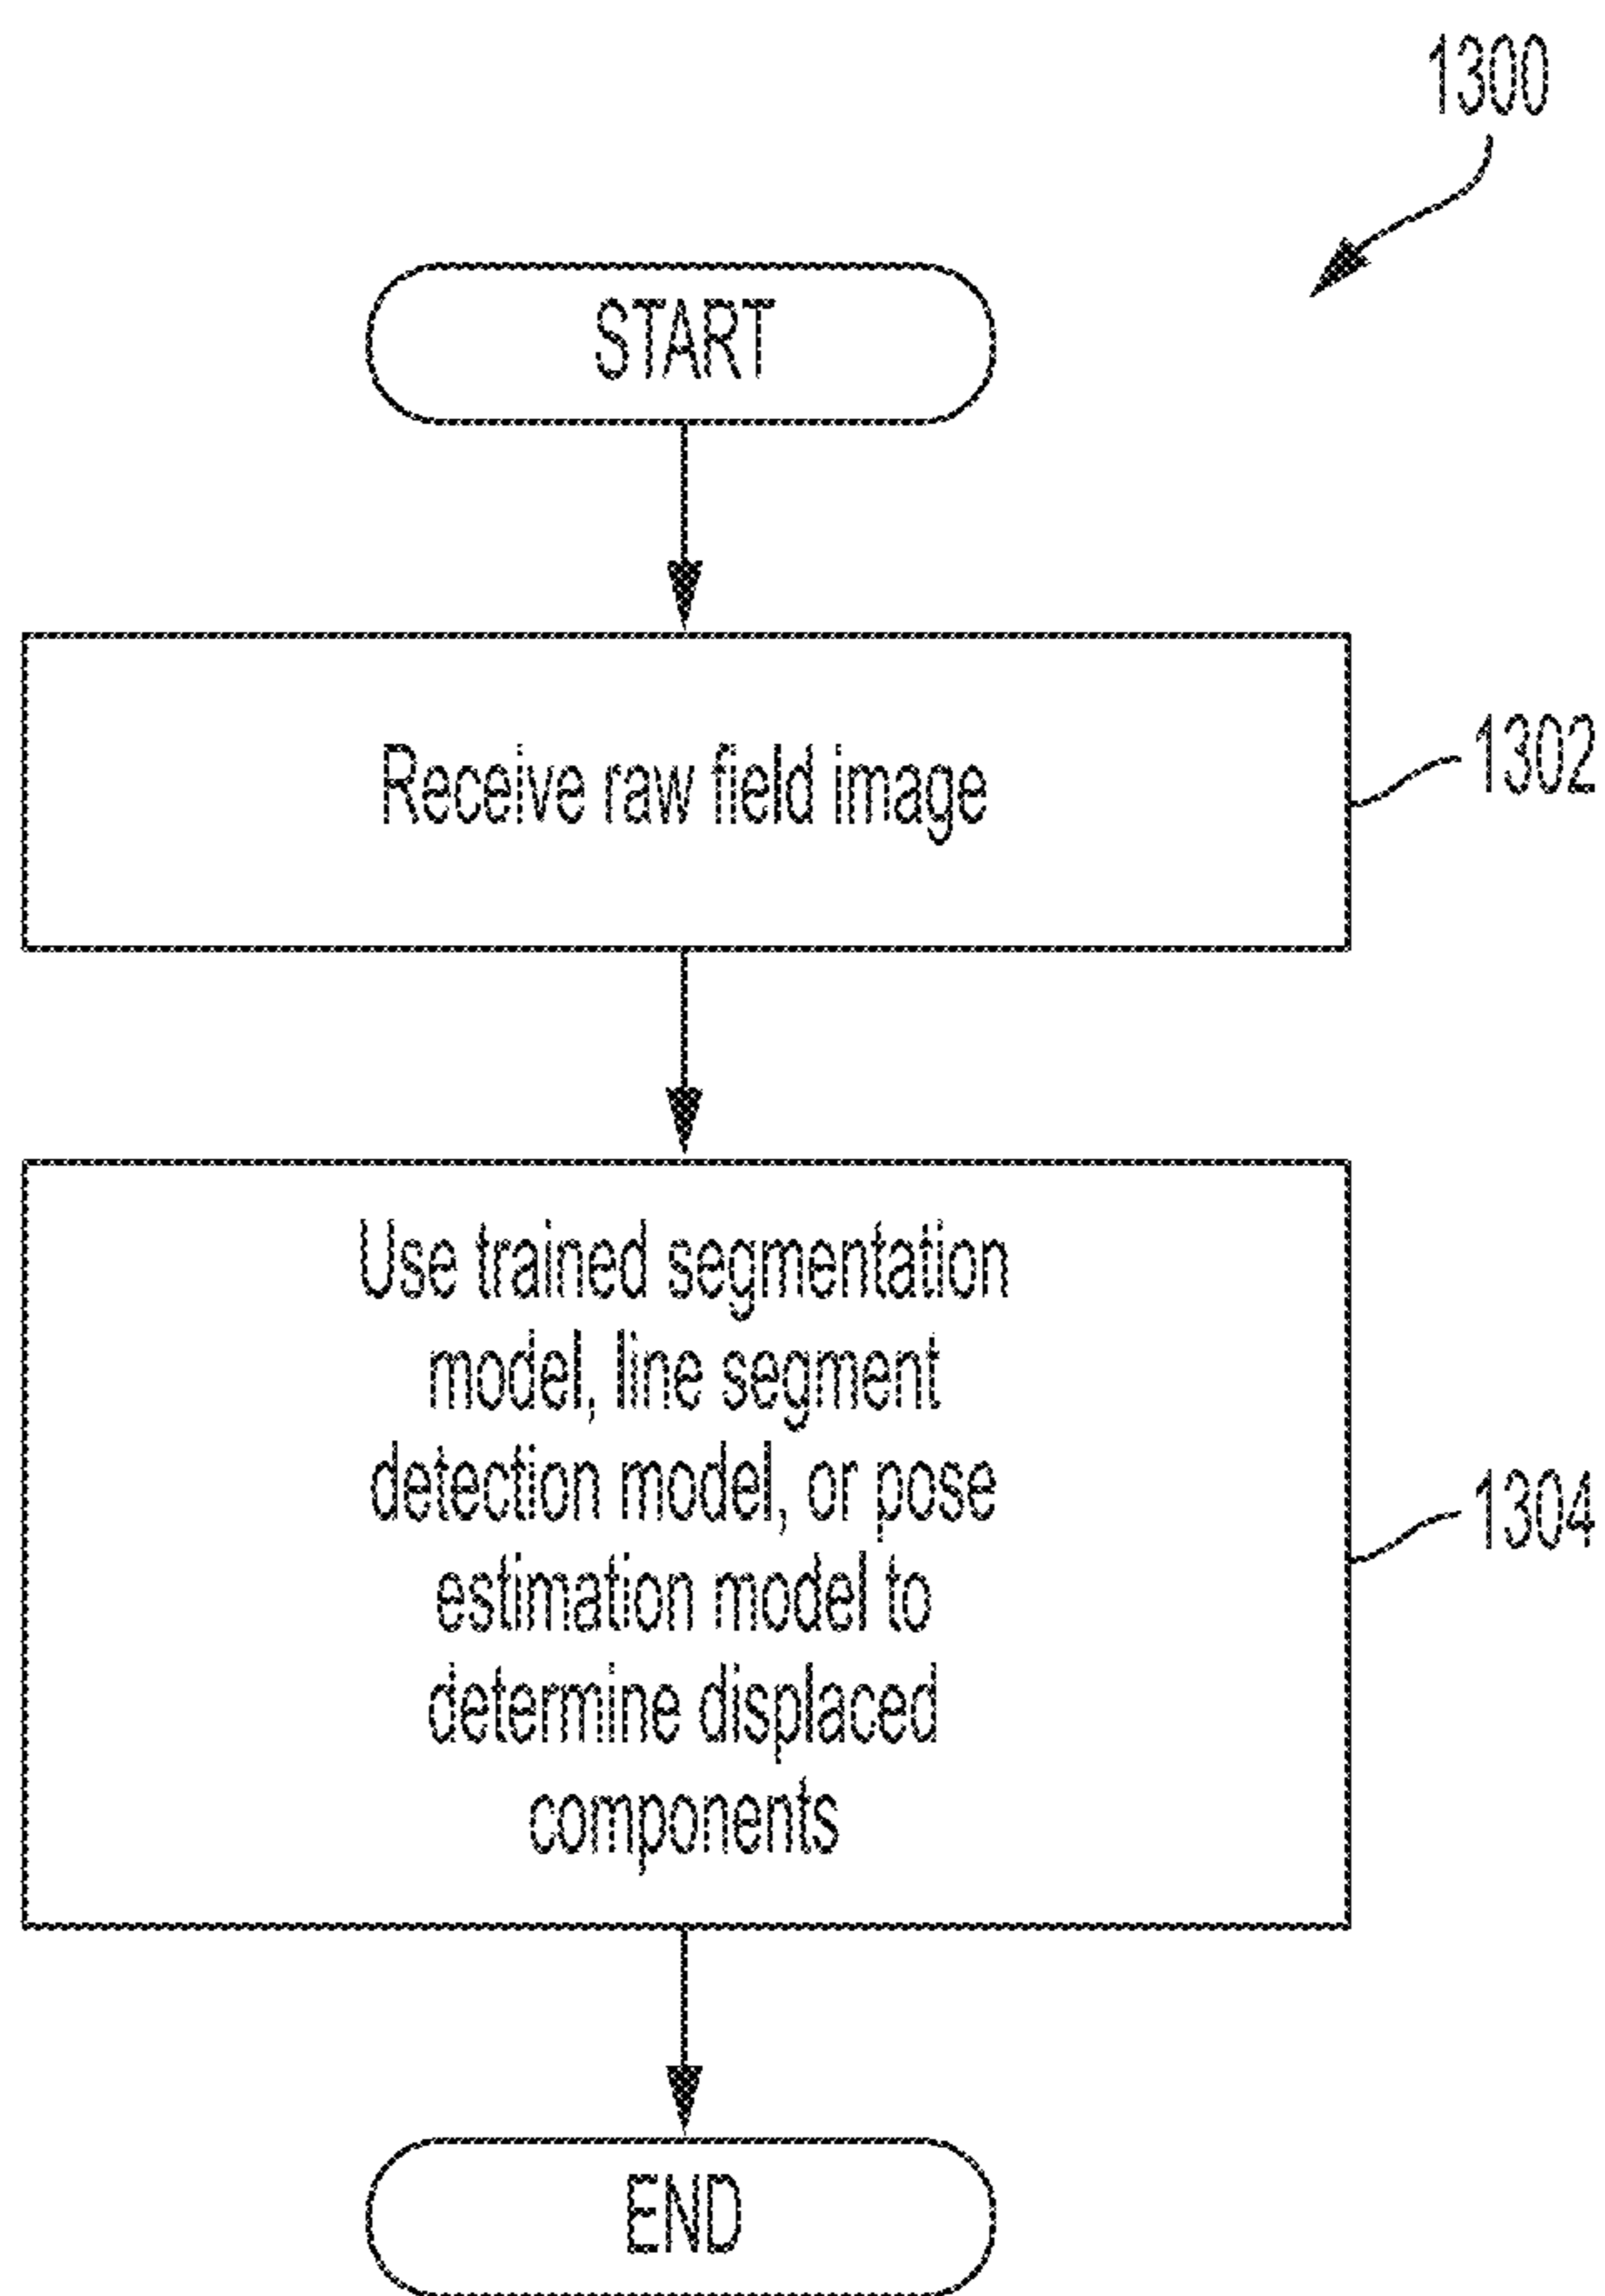 1300
START
Receive raw field image
1302
Use trained segmentation
model, line segment
detection model, or pose
estimation model to
determine displaced
components
1304
END